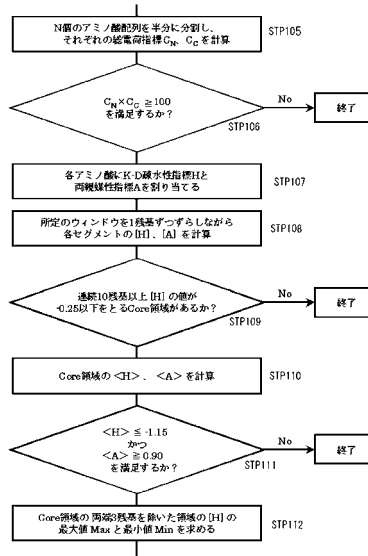 N個のアミノ酸配列を半分に分割し、
それぞれの総電荷指標CN、CCを計算
STP105
CN×CC ≧100
を満足するか？
No
終了
STP106
各アミノ酸にK-D疎水性指標Hと
両親媒性指標Aを割り当てる
STP107
所定のウィンドウを1残基ずつずらしながら
各セグメントの [H]、[A] を計算
STP108
連続10残基以上 [H] の値が
-0.25以下をとるCore領域があるか？
No
終了
STP109
Core領域の <H>、 <A> を計算
STP110
<H> ≦ -1.15
かつ
<A> ≧ 0.90
を満足するか？
No
終了
STP111
Core領域の 両端3残基を除いた領域の [H] の
最大値 Max と最小値 Min を求める
STP112